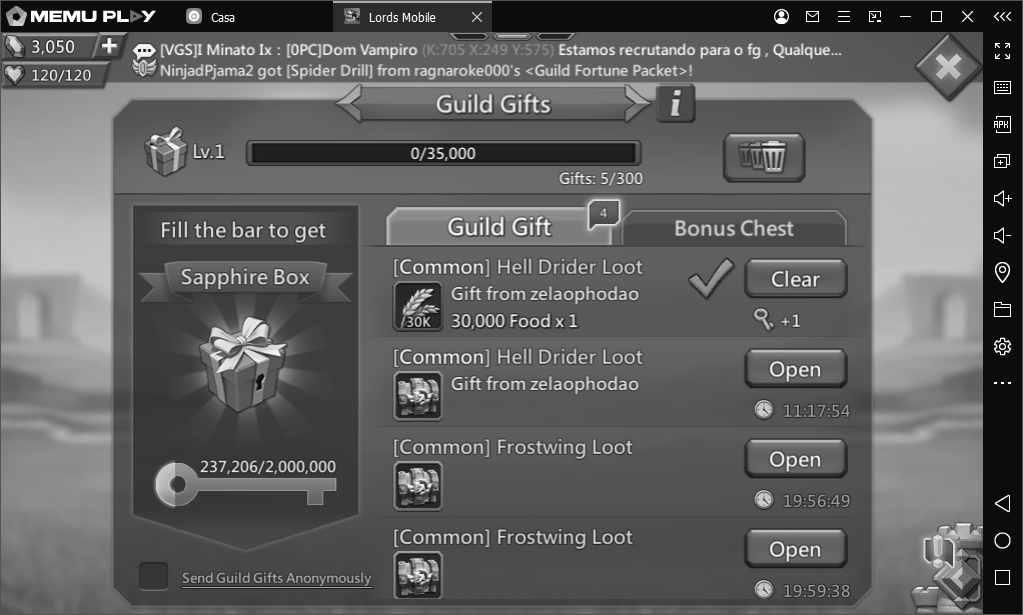 MEMU PLAY
Casa
Lords Mobile
3,050
120/120
[VGS]I Minato Ix : [0PC]Dom Vampiro (K:705 X:249 Y:575) Estamos recrutando para o fg , Qualque...
NinjadPjama2 got [Spider Drill] from ragnaroke000's <Guild Fortune Packet>!
Guild Gifts
i
Lv.1
0/35,000
Gifts: 5/300
Fill the bar to get
Sapphire Box
237,206/2,000,000
Send Guild Gifts Anonymously
Guild Gift
4
Bonus Chest
[Common] Hell Drider Loot
Gift from zelaophodao
/30K
30,000 Food x 1
Clear
+1
[Common] Hell Drider Loot
Gift from zelaophodao
Open
11:17:54
[Common] Frostwing Loot
Open
19:56:49
[Common] Frostwing Loot
Open
19:59:38
APK